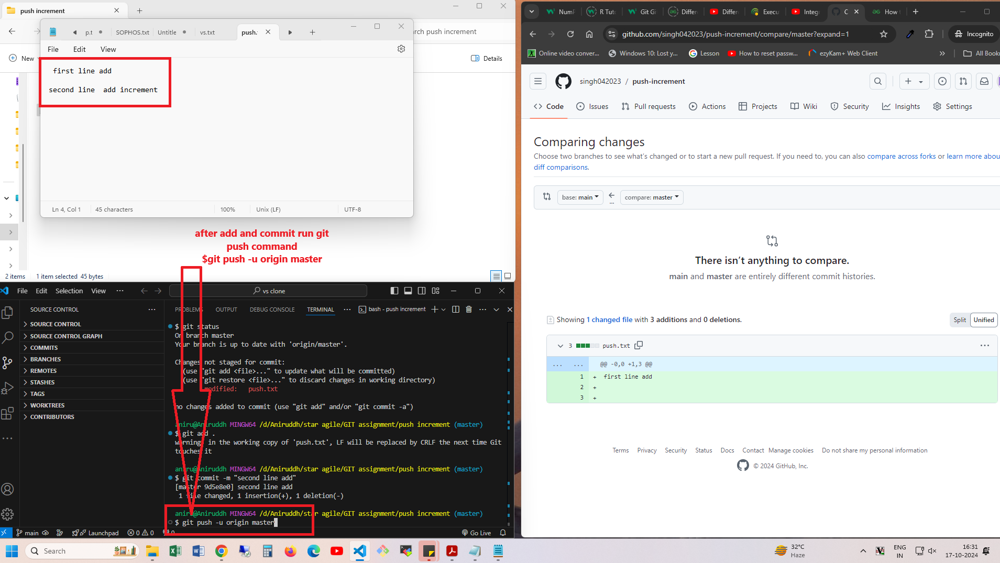 push increment
rch push increment
New
Details
p.t
SOPHOS.txt
Untitle
vs.txt
push.
File
Edit
View
first line add
second line  add increment
Ln 4, Col 1
45 characters
100%
Unix (LF)
UTF-8
after add and commit run git
push command
$git push -u origin master
2 items
1 item selected  45 bytes
File
Edit
Selection
View
vs clone
SOURCE CONTROL
SOURCE CONTROL
SOURCE CONTROL GRAPH
COMMITS
BRANCHES
REMOTES
STASHES
TAGS
WORKTREES
CONTRIBUTORS
PROBLEMS
OUTPUT
DEBUG CONSOLE
TERMINAL
bash - push increment
$ git status
On branch master
Your branch is up to date with 'origin/master'.
Changes not staged for commit:
(use "git add <file>..." to update what will be committed)
(use "git restore <file>..." to discard changes in working directory)
modified:   push.txt
no changes added to commit (use "git add" and/or "git commit -a")
aniru@Aniruddh MINGW64 /d/Aniruddh/star agile/GIT assignment/push increment (master)
$ git add .
warning: in the working copy of 'push.txt', LF will be replaced by CRLF the next time Git
touches it
aniru@Aniruddh MINGW64 /d/Aniruddh/star agile/GIT assignment/push increment (master)
$ git commit -m "second line add"
[master 9d5e8e0] second line add
1 file changed, 1 insertion(+), 1 deletion(-)
aniru@Aniruddh MINGW64 /d/Aniruddh/star agile/GIT assignment/push increment (master)
$ git push -u origin master
main
Launchpad
0
0
0
Go Live
NumP
R Tut
Git Gi
Differ
Differ
Execu
Integ
C
How
github.com/singh042023/push-increment/compare/master?expand=1
Incognito
Online video conver...
Windows 10: Lost y...
Lesson
How to reset passw...
ezyKam+ Web Client
All Book
singh042023 / push-increment
Code
Issues
Pull requests
Actions
Projects
Wiki
Security
Insights
Settings
Comparing changes
Choose two branches to see what's changed or to start a new pull request. If you need to, you can also compare across forks or learn more abou
diff comparisons.
base: main
compare: master
There isn't anything to compare.
main and master are entirely different commit histories.
Showing 1 changed file with 3 additions and 0 deletions.
Split
Unified
3
push.txt
@@ -0,0 +1,3 @@
1 + first line add
2 +
3 +
Terms
Privacy
Security
Status
Docs
Contact
Manage cookies
Do not share my personal information
© 2024 GitHub, Inc.
Search
32°C
Haze
ENG
IN
16:31
17-10-2024